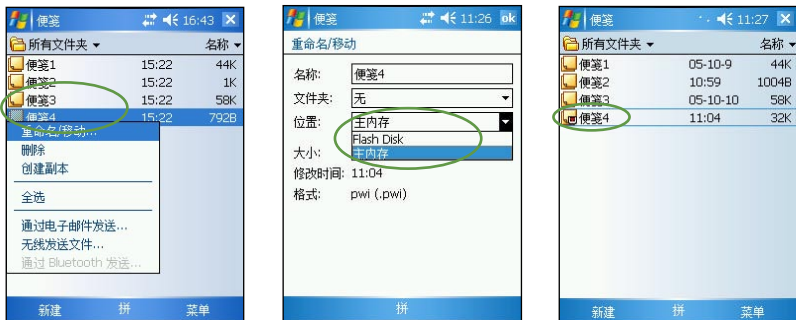 便笺 16:43
所有文件夹 名称
便笺1 15:22 44K
便笺2 15:22 1K
便笺3 15:22 58K
便笺4 15:22 792B
重命名/移动...
删除
创建副本
全选
通过电子邮件发送...
无线发送文件...
通过 Bluetooth 发送...
新建 拼 菜单
便笺 11:26 ok
重命名/移动
名称: 便笺4
文件夹: 无
位置: 主内存
Flash Disk
主内存
大小:
修改时间: 11:04
格式: pwi (.pwi)
拼
便笺 11:27
所有文件夹 名称
便笺1 05-10-9 44K
便笺2 10:59 1004B
便笺3 05-10-10 58K
便笺4 11:04 32K
新建 拼 菜单